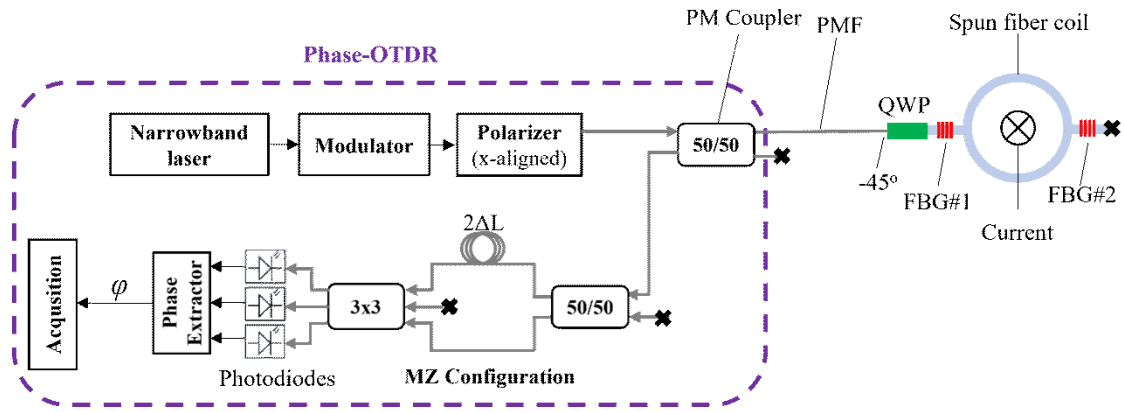 PM Coupler
PMF
Spun fiber coil
Phase-OTDR
QWP
Narrowband
laser
Modulator
Polarizer
(x-aligned)
50/50
-45º
FBG#1
FBG#2
Current
2ΔL
Acqusition
φ
Phase
Extractor
3x3
50/50
Photodiodes
MZ Configuration